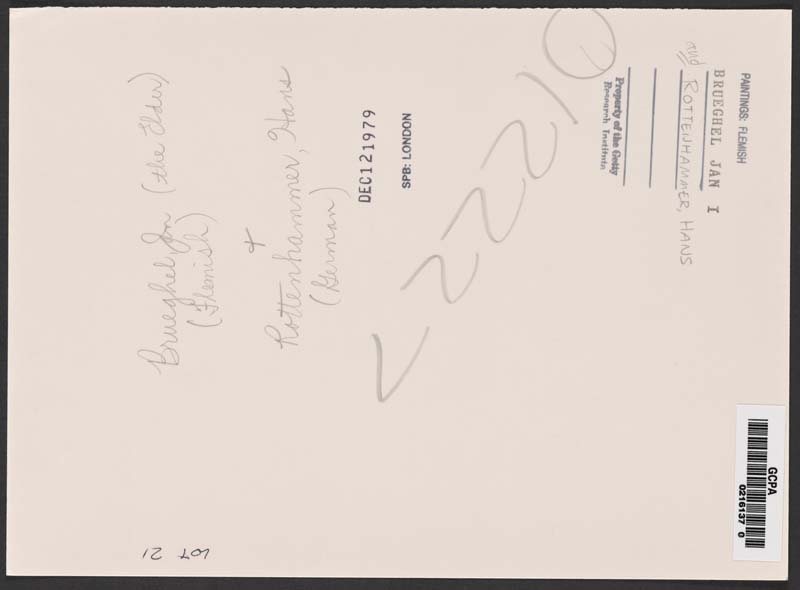 PAINTINGS: FLEMISH
BRUEGHEL JAN I
and ROTTENHAMMER, HANS
Property of the Getty
Research Institute
Brueghel, Jan (the Elder)
(Flemish)
+
Rottenhammer, Hans
(German)
DEC121979
SPB: LONDON
LOT 21
GCPA
0216137 0